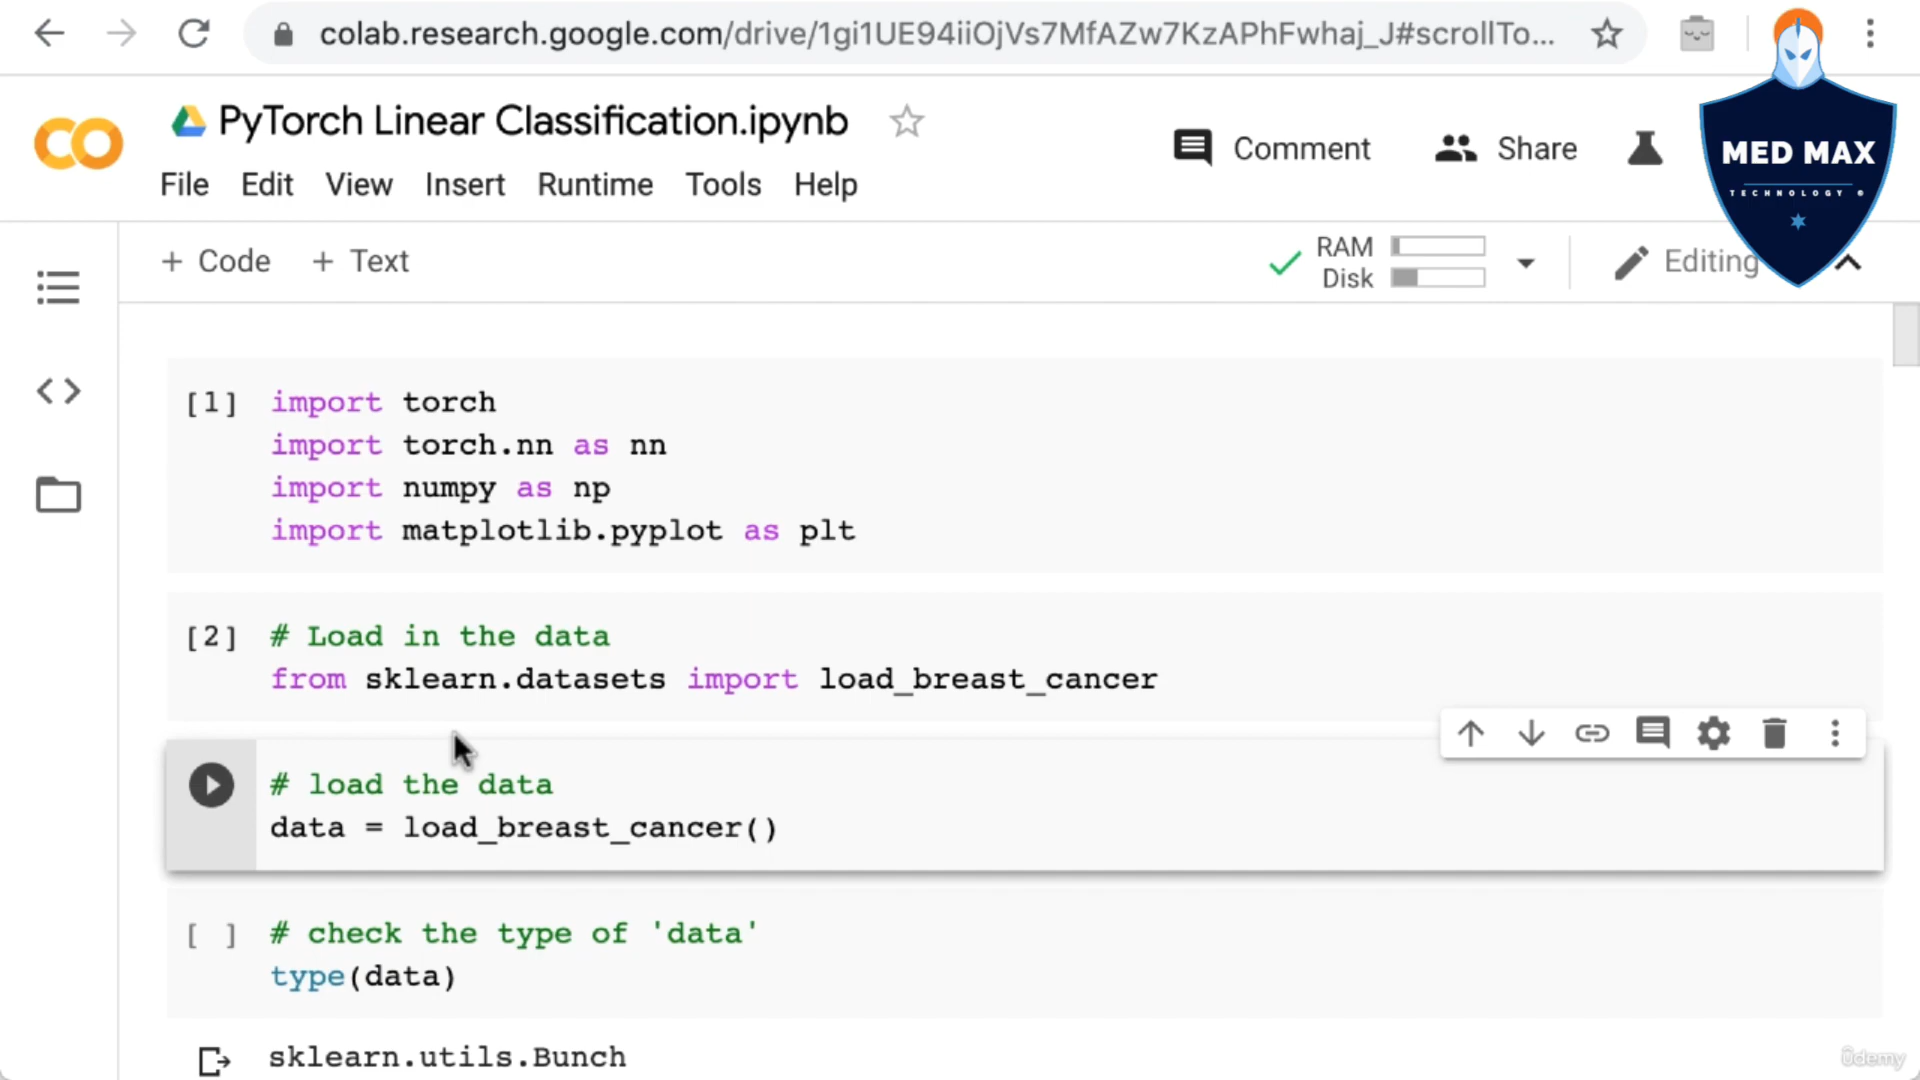 colab.research.google.com/drive/1gi1UE94iiOjVs7MfAZw7KzAPhFwhaj_J#scrollTo...
PyTorch Linear Classification.ipynb
File Edit View Insert Runtime Tools Help
Comment Share
MED MAX
TECHNOLOGY
+ Code + Text
RAM
Disk
Editing
[1] import torch
import torch.nn as nn
import numpy as np
import matplotlib.pyplot as plt
[2] # Load in the data
from sklearn.datasets import load_breast_cancer
# load the data
data = load_breast_cancer()
[ ] # check the type of 'data'
type(data)
sklearn.utils.Bunch
ûdemy